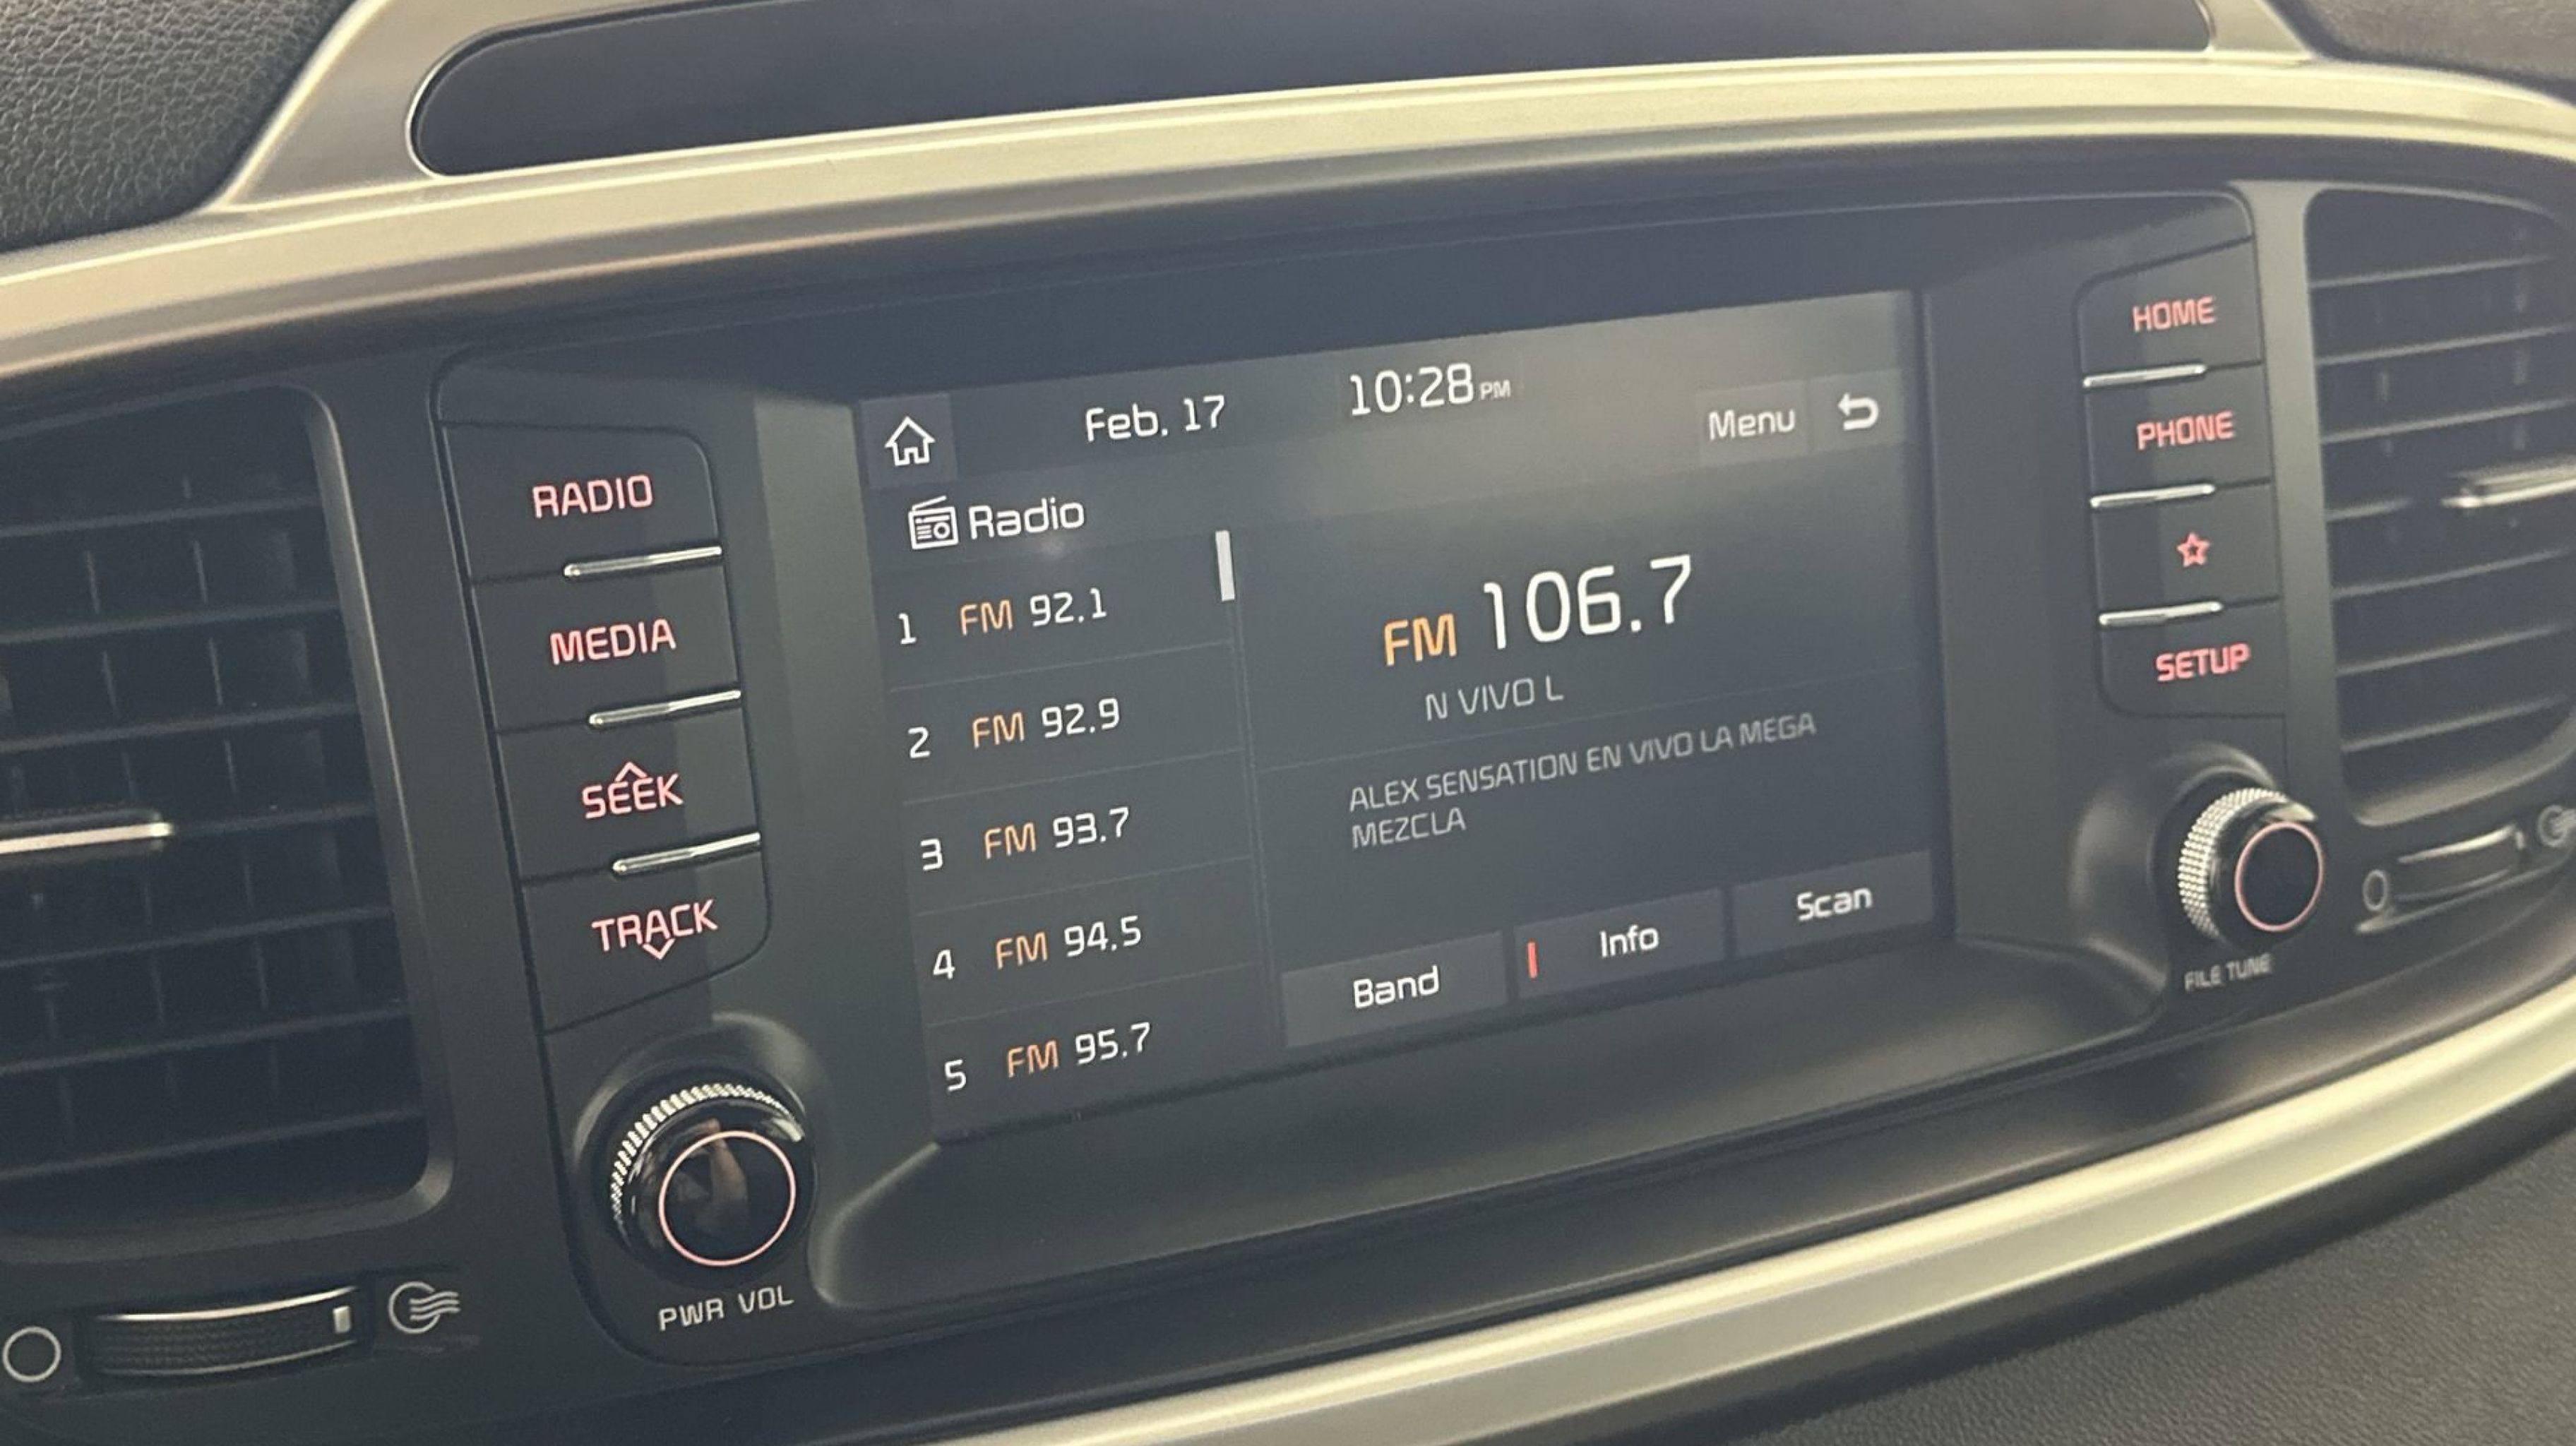 Feb. 17
10:28 PM
Menu
Radio
1 FM 92.1
2 FM 92.9
3 FM 93.7
4 FM 94.5
5 FM 95.7
FM 106.7
N VIVO L
ALEX SENSATION EN VIVO LA MEGA
MEZCLA
Band
Info
Scan
RADIO
MEDIA
SEEK
TRACK
PWR VOL
HOME
PHONE
SETUP
FILE TUNE